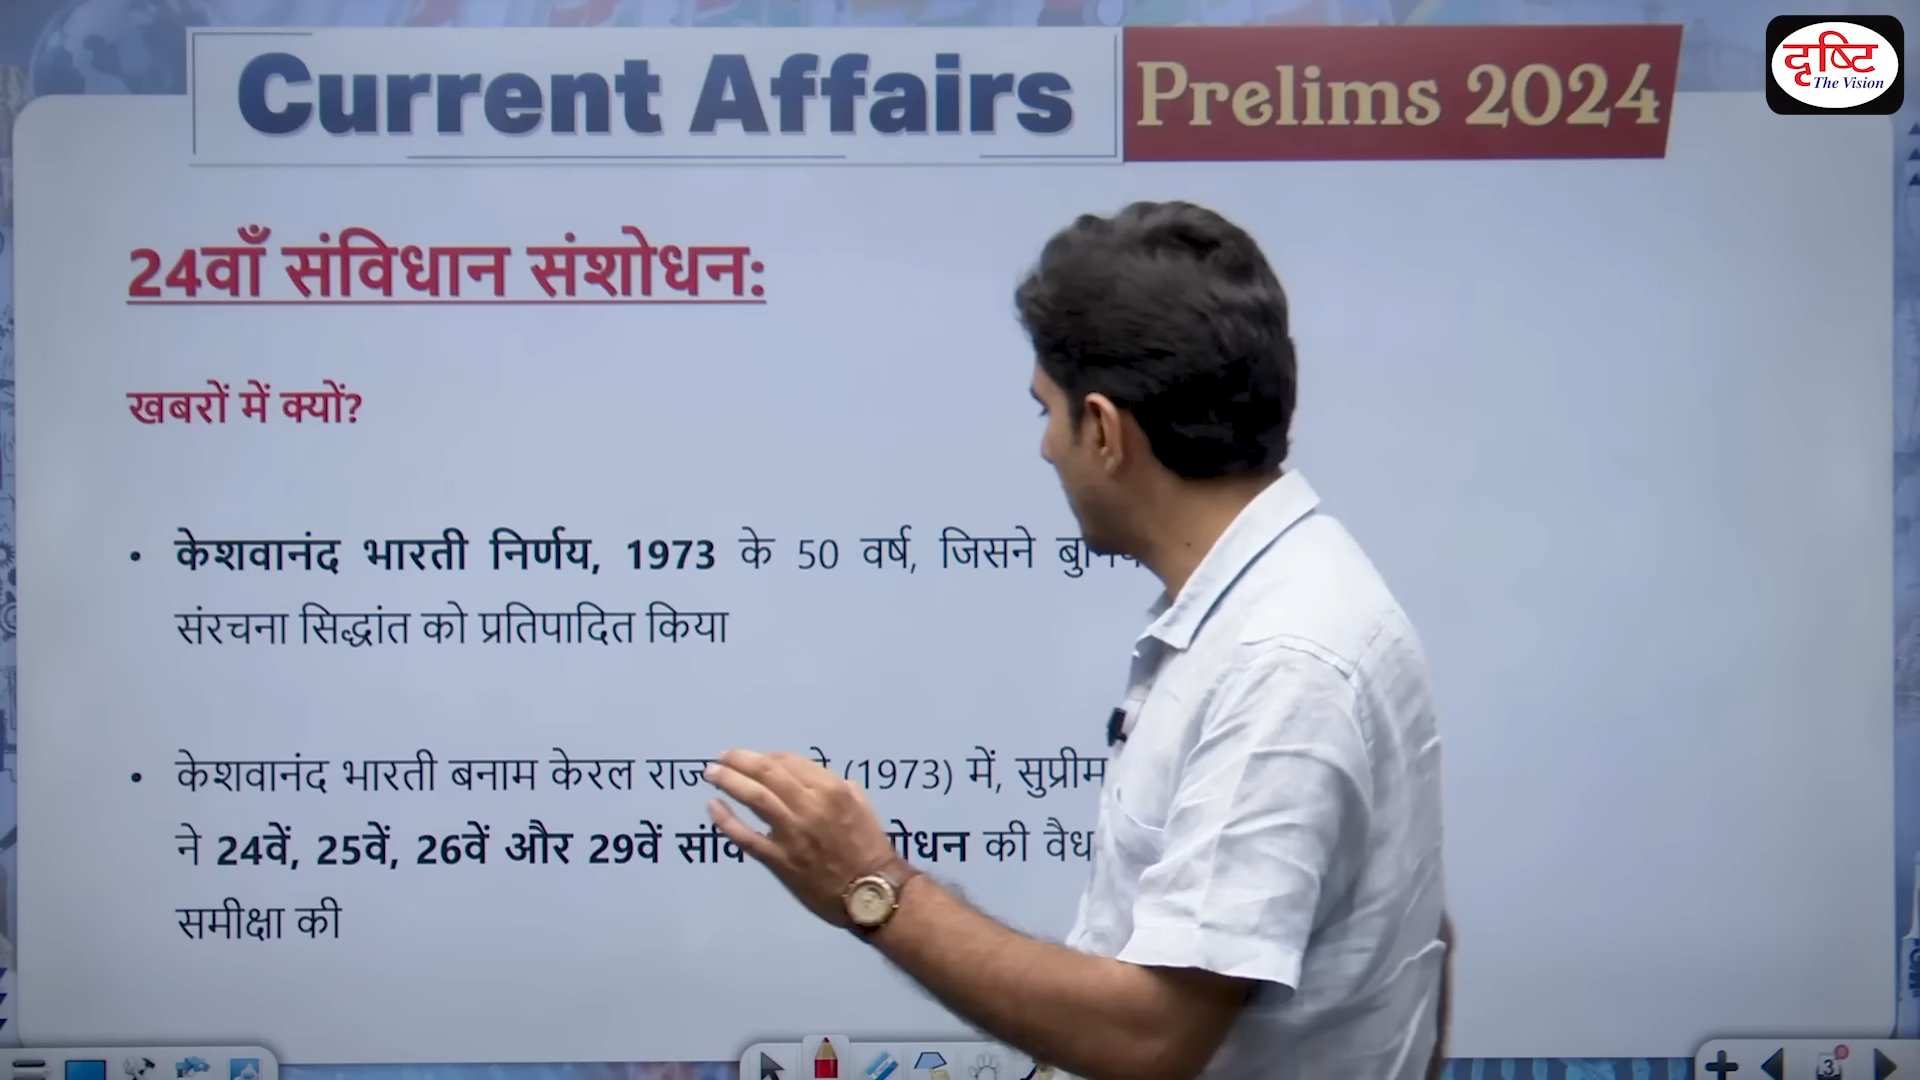 Current Affairs Prelims 2024
दृष्टि
The Vision
24वाँ संविधान संशोधन:
खबरों में क्यों?
• केशवानंद भारती निर्णय, 1973 के 50 वर्ष, जिसने
संरचना सिद्धांत को प्रतिपादित किया
• केशवानंद भारती बनाम केरल (1973) में, सुप्रीम
ने 24वें, 25वें, 26वें और 29वें की
समीक्षा की
3